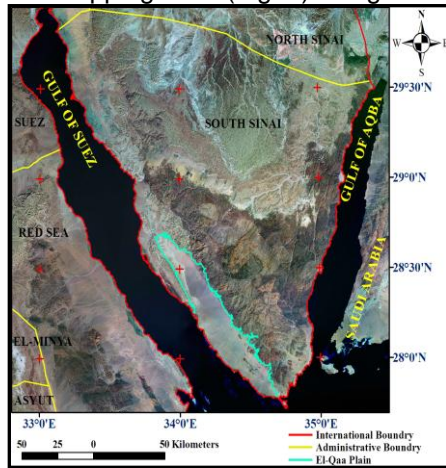 NORTH SINAI
N
W E
S
29°30'
SUEZ
GULF OF SUEZ
SOUTH SINAI
GULF OF AQBA
29°0'
RED SEA
28°30'
SAUDI ARABIA
EL-MINYA
28°0'
ASYUT
33°0'E 34°0'E 35°0'E
50 25 0 50 Kilometers
International Boundry
Administrative Boundry
El-Qaa Plain